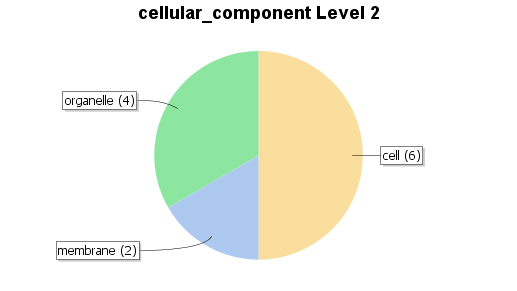 cellular_component Level 2
organelle (4)
cell (6)
membrane (2)